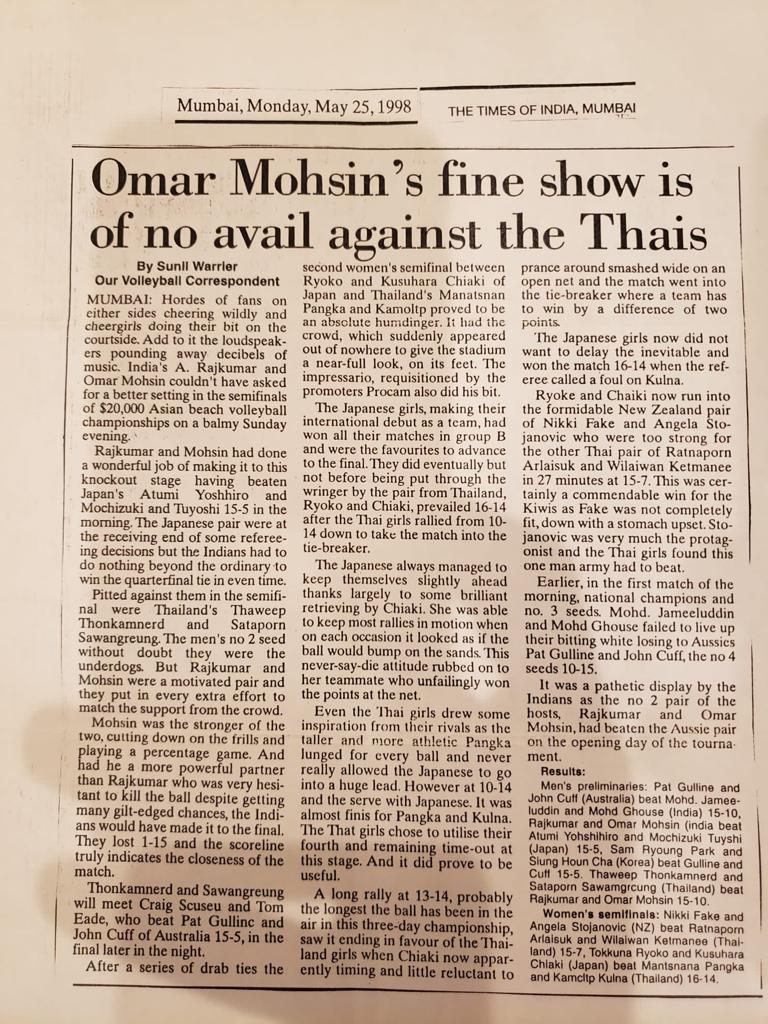 Mumbai, Monday, May 25, 1998
THE TIMES OF INDIA, MUMBAI
Omar Mohsin's fine show is
of no avail against the Thais
By Sunil Warrier
Our Volleyball Correspondent
MUMBAI: Hordes of fans on
either sides cheering wildly and
cheergirls doing their bit on the
courtside. Add to it the loudspeak-
ers pounding away decibels of
music. India's A. Rajkumar and
Omar Mohsin couldn't have asked
for a better setting in the semifinals
of $20,000 Asian beach volleyball
championships on a balmy Sunday
evening.
Rajkumar and Mohsin had done
a wonderful job of making it to this
knockout stage having beaten
Japan's Atumi Yoshhiro and
Mochizuki and Tuyoshi 15-5 in the
morning. The Japanese pair were at
the receiving end of some referee-
ing decisions but the Indians had to
do nothing beyond the ordinary to
win the quarterfinal tie in even time.
Pitted against them in the semifi-
nal were Thailand's Thaweep
Thonkamnerd and Sataporn
Sawangreung. The men's no 2 seed
without doubt they were the
underdogs. But Rajkumar and
Mohsin were a motivated pair and
they put in every extra effort to
match the support from the crowd.
Mohsin was the stronger of the
two, cutting down on the frills and
playing a percentage game. And
had he a more powerful partner
than Rajkumar who was very hesi-
tant to kill the ball despite getting
many gilt-edged chances, the Indi-
ans would have made it to the final.
They lost 1-15 and the scoreline
truly indicates the closeness of the
match.
Thonkamnerd and Sawangreung
will meet Craig Scuseu and Tom
Eade, who beat Pat Gullinc and
John Cuff of Australia 15-5, in the
final later in the night.
After a series of drab ties the
second women's semifinal between
Ryoko and Kusuhara Chiaki of
Japan and Thailand's Manatsnan
Pangka and Kamoltp proved to be
an absolute humdinger. It had the
crowd, which suddenly appeared
out of nowhere to give the stadium
a near-full look, on its feet. The
impressario, requisitioned by the
promoters Procam also did his bit.
The Japanese girls, making their
international debut as a team, had
won all their matches in group B
and were the favourites to advance
to the final. They did eventually but
not before being put through the
wringer by the pair from Thailand,
Ryoko and Chiaki, prevailed 16-14
after the Thai girls rallied from 10-
14 down to take the match into the
tie-breaker.
The Japanese always managed to
keep themselves slightly ahead
thanks largely to some brilliant
retrieving by Chiaki. She was able
to keep most rallies in motion when
on each occasion it looked as if the
ball would bump on the sands. This
never-say-die attitude rubbed on to
her teammate who unfailingly won
the points at the net.
Even the Thai girls drew some
inspiration from their rivals as the
taller and more athletic Pangka
lunged for every ball and never
really allowed the Japanese to go
into a huge lead. However at 10-14
and the serve with Japanese. It was
almost finis for Pangka and Kulna.
The That girls chose to utilise their
fourth and remaining time-out at
this stage. And it did prove to be
useful.
A long rally at 13-14, probably
the longest the ball has been in the
air in this three-day championship,
saw it ending in favour of the Thai-
land girls when Chiaki now appar-
ently timing and little reluctant to
prance around smashed wide on an
open net and the match went into
the tie-breaker where a team has
to win by a difference of two
points.
The Japanese girls now did not
want to delay the inevitable and
won the match 16-14 when the ref-
eree called a foul on Kulna.
Ryoke and Chaiki now run into
the formidable New Zealand pair
of Nikki Fake and Angela Sto-
janovic who were too strong for
the other Thai pair of Ratnaporn
Arlaisuk and Wilaiwan Ketmanee
in 27 minutes at 15-7. This was cer-
tainly a commendable win for the
Kiwis as Fake was not completely
fit, down with a stomach upset. Sto-
janovic was very much the protag-
onist and the Thai girls found this
one man army had to beat.
Earlier, in the first match of the
morning, national champions and
no. 3 seeds. Mohd. Jameeluddin
and Mohd Ghouse failed to live up
their bitting white losing to Aussies
Pat Gulline and John Cuff, the no 4
seeds 10-15.
It was a pathetic display by the
Indians as the no 2 pair of the
hosts, Rajkumar and Omar
Mohsin, had beaten the Aussie pair
on the opening day of the tourna-
ment.
Results:
Men's preliminaries: Pat Gulline and
John Cuff (Australia) beat Mohd. Jamee-
luddin and Mohd Ghouse (India) 15-10,
Rajkumar and Omar Mohsin (india beat
Atumi Yohshihiro and Mochizuki Tuyshi
(Japan) 15-5, Sam Ryoung Park and
Siung Houn Cha (Korea) beat Gulline and
Cuff 15-5. Thaweep Thonkamnerd and
Sataporn Sawamgrcung (Thailand) beat
Rajkumar and Omar Mohsin 15-10.
Women's semifinals: Nikki Fake and
Angela Stojanovic (NZ) beat Ratnaporn
Arlaisuk and Wilaiwan Ketmanee (Thai-
land) 15-7, Tokkuna Ryoko and Kusuhara
Chiaki (Japan) beat Mantsnana Pangka
and Kamcltp Kulna (Thailand) 16-14.